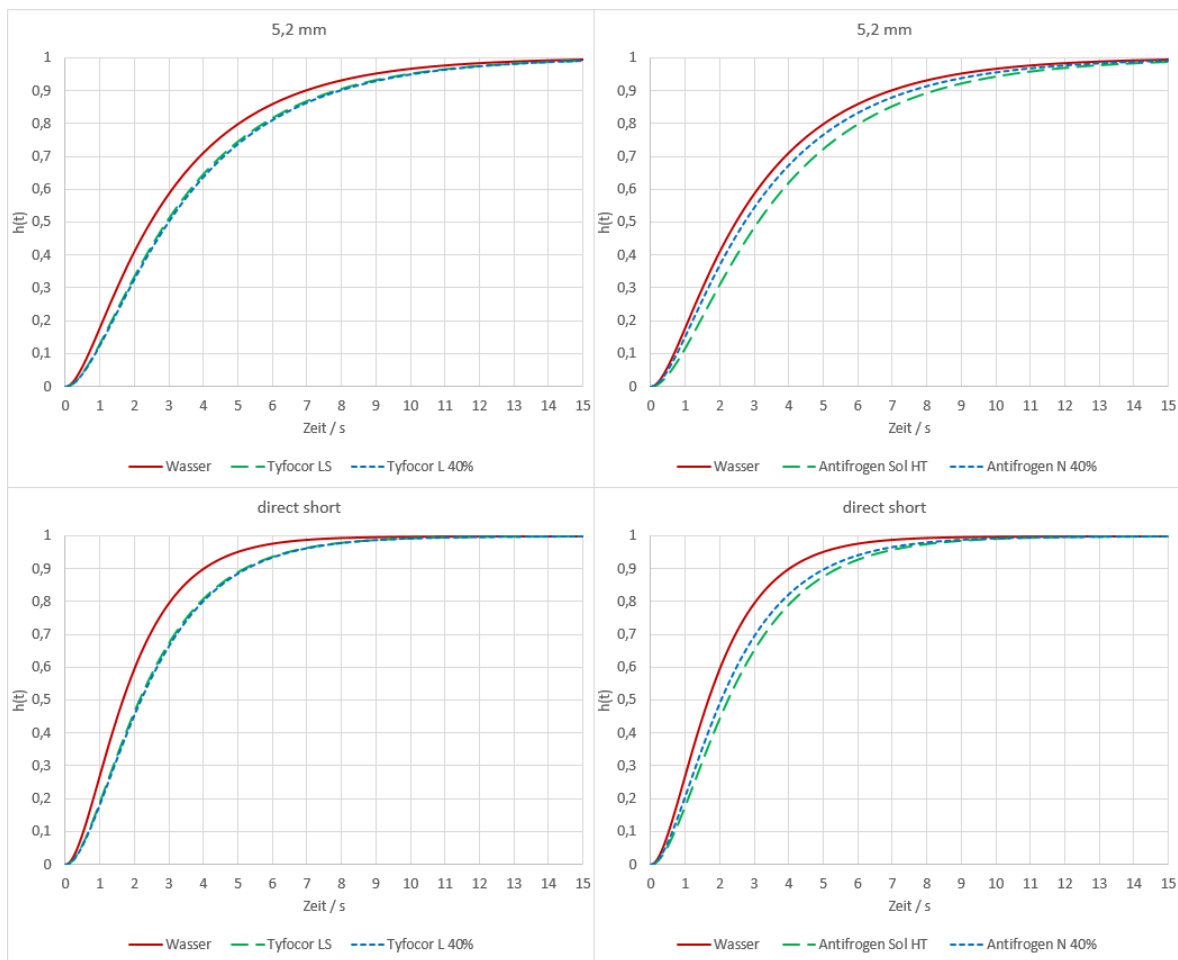 5,2 mm
1
0,9
0,8
0,7
0,6
0,5
0,4
0,3
0,2
0,1
0
h(t)
0 1 2 3 4 5 6 7 8 9 10 11 12 13 14 15
Zeit / s
Wasser Tyfocor LS Tyfocor L 40%
5,2 mm
1
0,9
0,8
0,7
0,6
0,5
0,4
0,3
0,2
0,1
0
h(t)
0 1 2 3 4 5 6 7 8 9 10 11 12 13 14 15
Zeit / s
Wasser Antifrogen Sol HT Antifrogen N 40%
direct short
1
0,9
0,8
0,7
0,6
0,5
0,4
0,3
0,2
0,1
0
h(t)
0 1 2 3 4 5 6 7 8 9 10 11 12 13 14 15
Zeit / s
Wasser Tyfocor LS Tyfocor L 40%
direct short
1
0,9
0,8
0,7
0,6
0,5
0,4
0,3
0,2
0,1
0
h(t)
0 1 2 3 4 5 6 7 8 9 10 11 12 13 14 15
Zeit / s
Wasser Antifrogen Sol HT Antifrogen N 40%